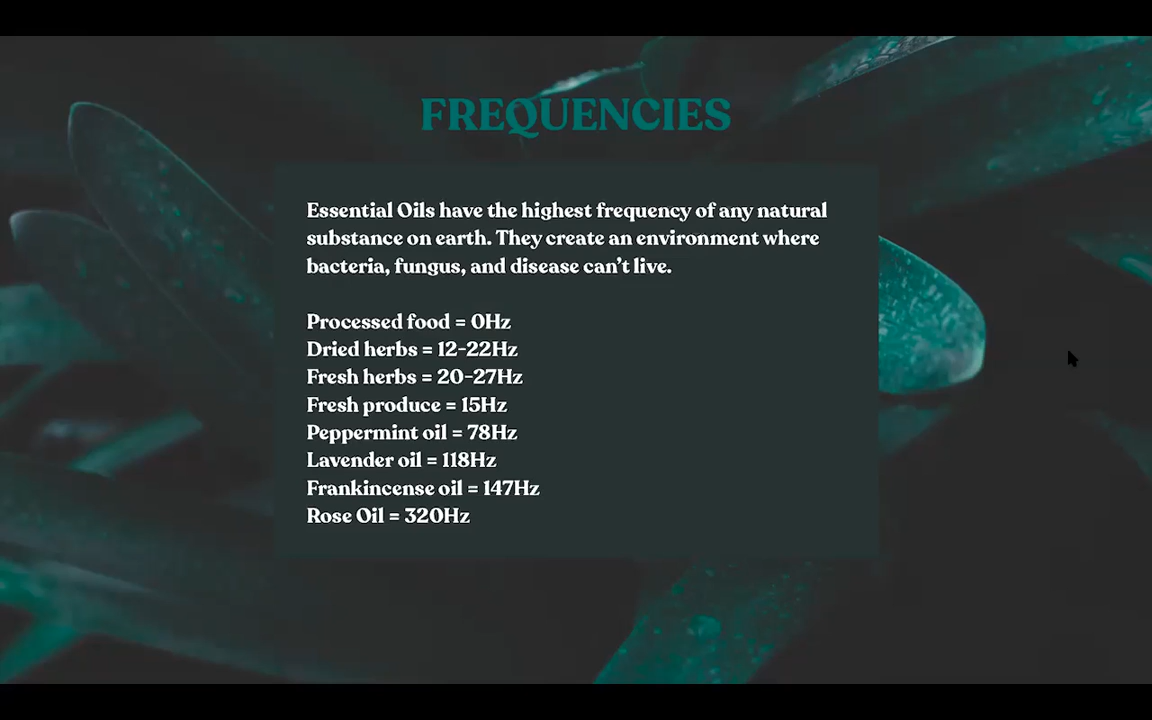 FREQUENCIES
Essential Oils have the highest frequency of any natural
substance on earth. They create an environment where
bacteria, fungus, and disease can't live.
Processed food = 0Hz
Dried herbs = 12-22Hz
Fresh herbs = 20-27Hz
Fresh produce = 15Hz
Peppermint oil = 78Hz
Lavender oil = 118Hz
Frankincense oil = 147Hz
Rose Oil = 320Hz